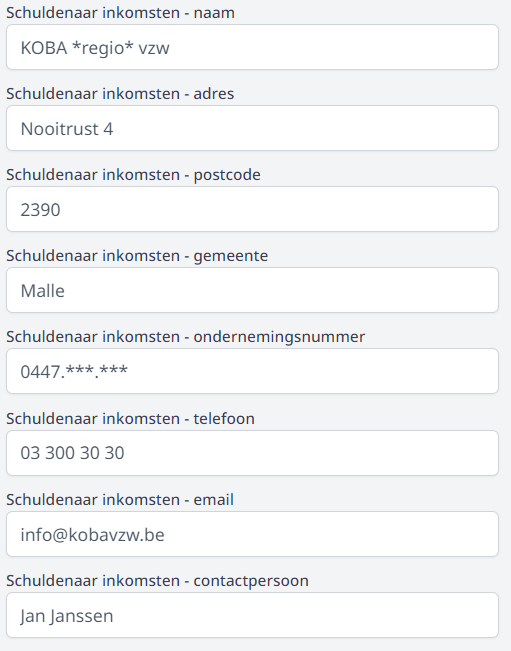 Schuldenaar inkomsten - naam
KOBA *regio* vzw
Schuldenaar inkomsten - adres
Nooitrust 4
Schuldenaar inkomsten - postcode
2390
Schuldenaar inkomsten - gemeente
Malle
Schuldenaar inkomsten - ondernemingsnummer
0447.***.***
Schuldenaar inkomsten - telefoon
03 300 30 30
Schuldenaar inkomsten - email
info@kobavzw.be
Schuldenaar inkomsten - contactpersoon
Jan Janssen